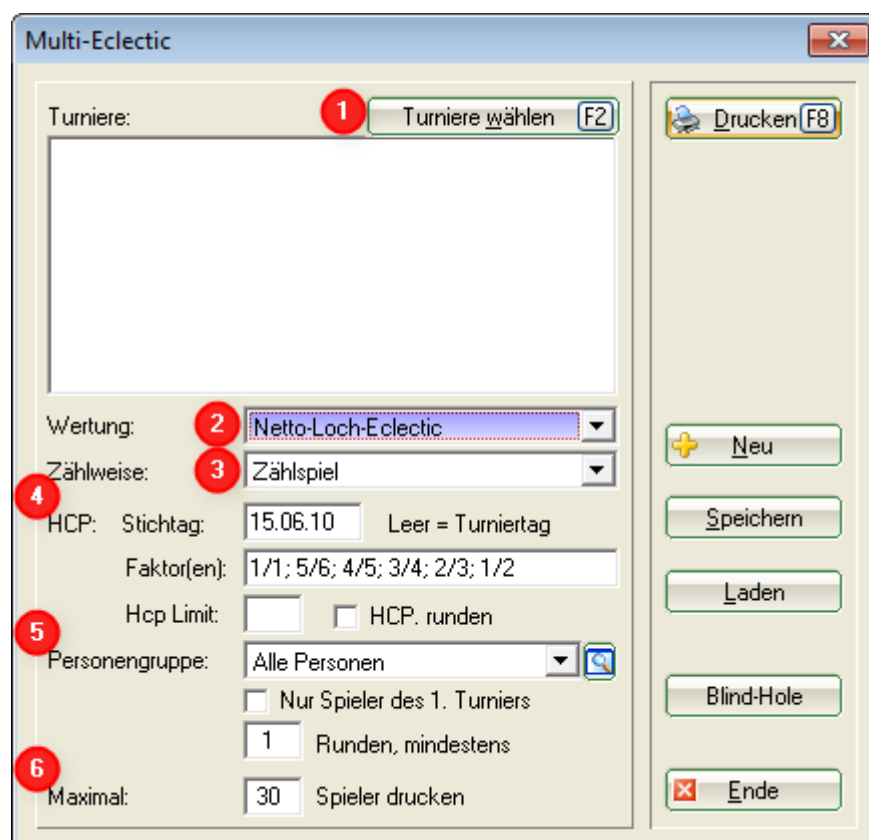 Multi-Eclectic
Turniere: 1 Turniere wählen F2
Drucken F8
Wertung: 2 Netto-Loch-Eclectic
Neu
Zählweise: 3 Zählspiel
4
HCP: Stichtag: 15.06.10 Leer = Turniertag
Speichern
Faktor(en): 1/1; 5/6; 4/5; 3/4; 2/3; 1/2
Laden
Hcp Limit: HCP. runden
5
Personengruppe: Alle Personen
Nur Spieler des 1. Turniers
Blind-Hole
1 Runden, mindestens
6
Maximal: 30 Spieler drucken
Ende